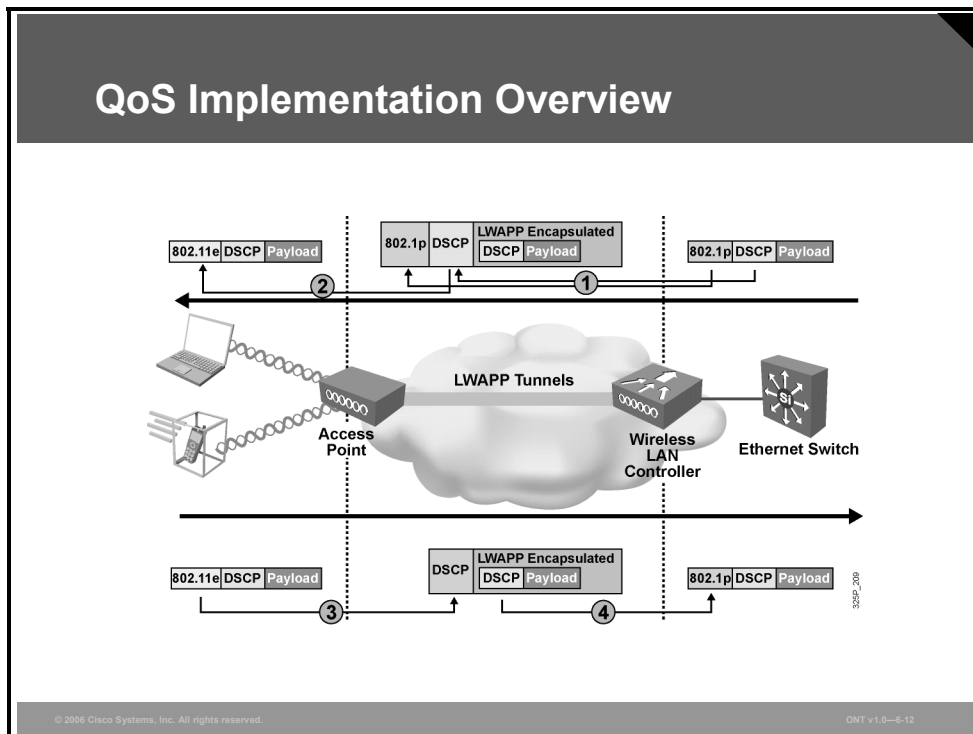 QoS Implementation Overview
802.11e DSCP Payload
802.1p DSCP LWAPP Encapsulated
DSCP Payload
802.1p DSCP Payload
2
1
LWAPP Tunnels
Si
Access
Point
Wireless
LAN
Controller
Ethernet Switch
802.11e DSCP Payload
DSCP LWAPP Encapsulated
DSCP Payload
802.1p DSCP Payload
3
4
325P_209
© 2006 Cisco Systems, Inc. All rights reserved.
ONT v1.0—6-12